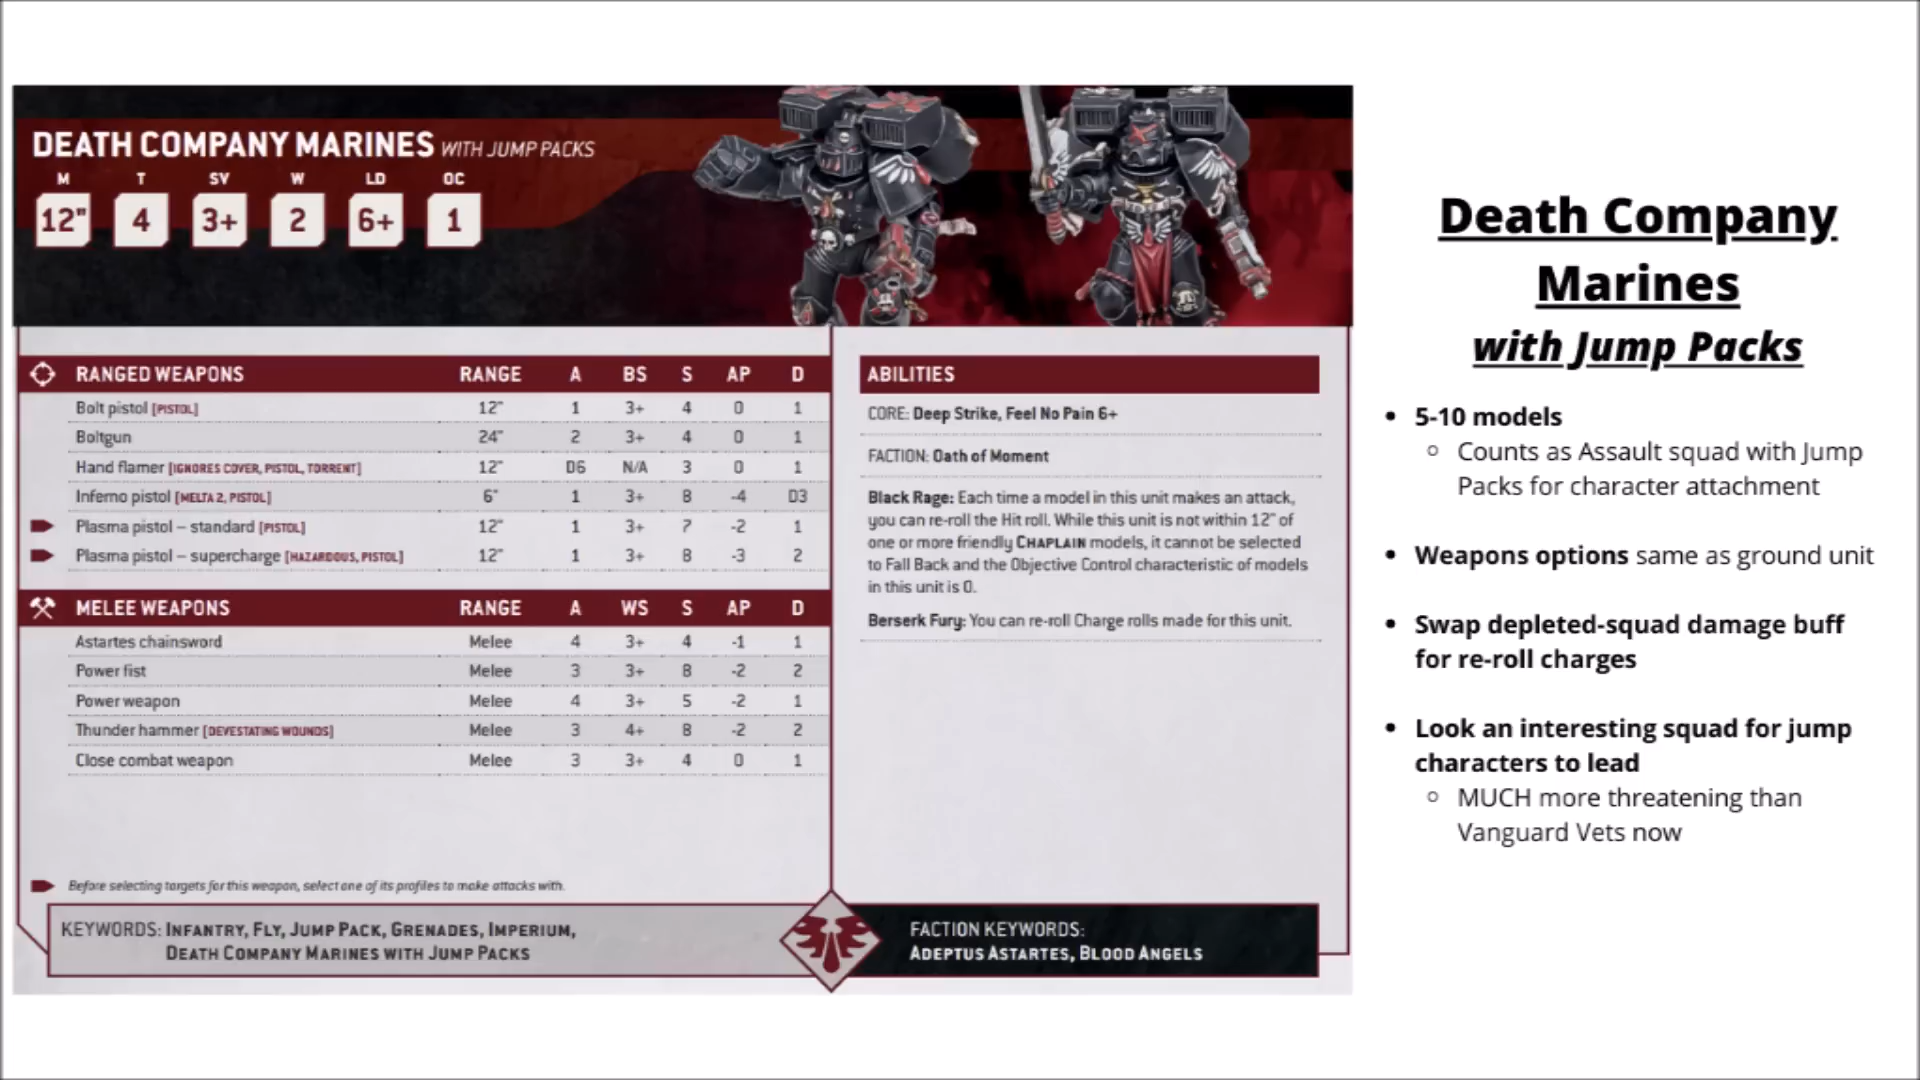 DEATH COMPANY MARINES WITH JUMP PACKS
M T SV W LD OC
12" 4 3+ 2 6+ 1
RANGED WEAPONS RANGE A BS S AP D
Bolt pistol [PISTOL] 12" 1 3+ 4 0 1
Boltgun 24" 2 3+ 4 0 1
Hand flamer [IGNORES COVER, PISTOL, TORRENT] 12" D6 N/A 3 0 1
Inferno pistol [MELTA 2, PISTOL] 6" 1 3+ 8 -4 D3
Plasma pistol – standard [PISTOL] 12" 1 3+ 7 -2 1
Plasma pistol – supercharge [HAZARDOUS, PISTOL] 12" 1 3+ 8 -3 2
MELEE WEAPONS RANGE A WS S AP D
Astartes chainsword Melee 4 3+ 4 -1 1
Power fist Melee 3 3+ 8 -2 2
Power weapon Melee 4 3+ 5 -2 1
Thunder hammer [DEVESTATING WOUNDS] Melee 3 4+ 8 -2 2
Close combat weapon Melee 3 3+ 4 0 1
Before selecting targets for this weapon, select one of its profiles to make attacks with.
KEYWORDS: INFANTRY, FLY, JUMP PACK, GRENADES, IMPERIUM,
DEATH COMPANY MARINES WITH JUMP PACKS
ABILITIES
CORE: Deep Strike, Feel No Pain 6+
FACTION: Oath of Moment
Black Rage: Each time a model in this unit makes an attack,
you can re-roll the Hit roll. While this unit is not within 12" of
one or more friendly CHAPLAIN models, it cannot be selected
to Fall Back and the Objective Control characteristic of models
in this unit is 0.
Berserk Fury: You can re-roll Charge rolls made for this unit.
FACTION KEYWORDS:
ADEPTUS ASTARTES, BLOOD ANGELS
Death Company
Marines
with Jump Packs
• 5-10 models
○ Counts as Assault squad with Jump
Packs for character attachment
• Weapons options same as ground unit
• Swap depleted-squad damage buff
for re-roll charges
• Look an interesting squad for jump
characters to lead
○ MUCH more threatening than
Vanguard Vets now